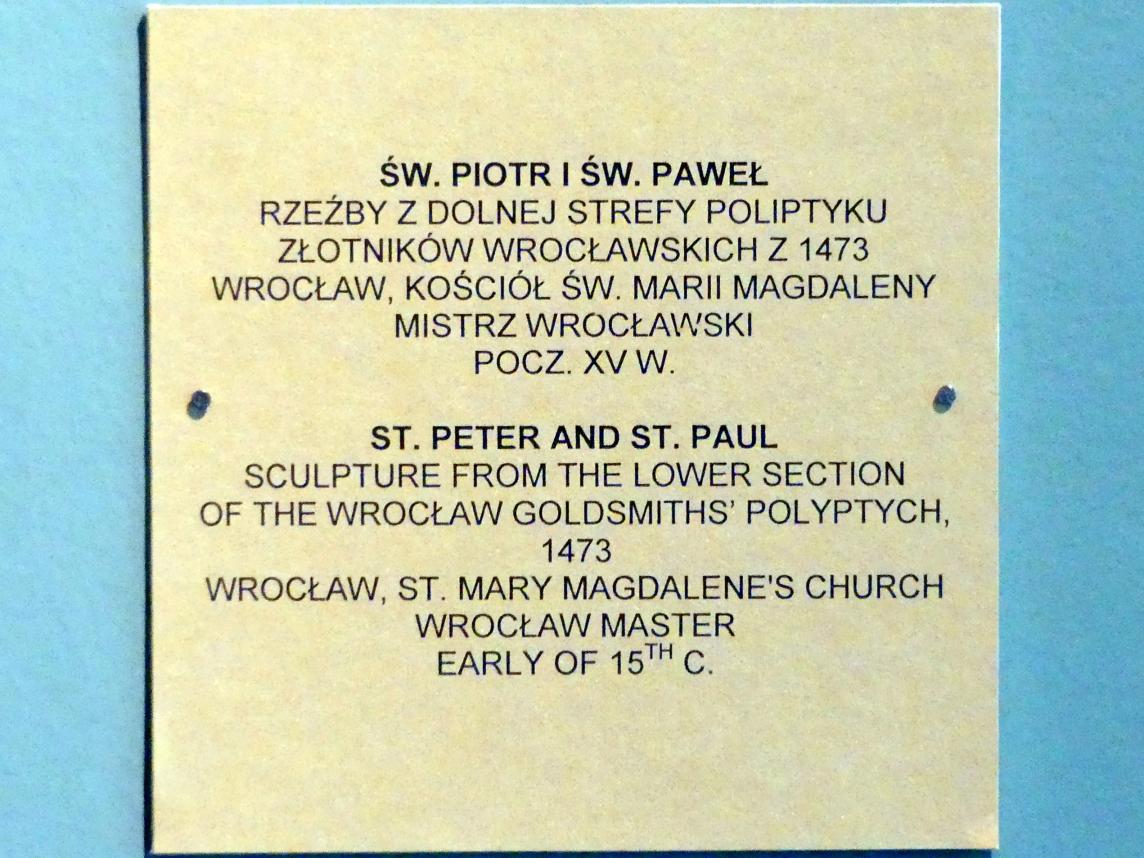 ŚW. PIOTR I ŚW. PAWEŁ
RZEŹBY Z DOLNEJ STREFY POLIPTYKU
ZŁOTNIKÓW WROCŁAWSKICH Z 1473
WROCŁAW, KOŚCIÓŁ ŚW. MARII MAGDALENY
MISTRZ WROCŁAWSKI
POCZ. XV W.
ST. PETER AND ST. PAUL
SCULPTURE FROM THE LOWER SECTION
OF THE WROCŁAW GOLDSMITHS' POLYPTYCH,
1473
WROCŁAW, ST. MARY MAGDALENE'S CHURCH
WROCŁAW MASTER
EARLY OF 15TH C.